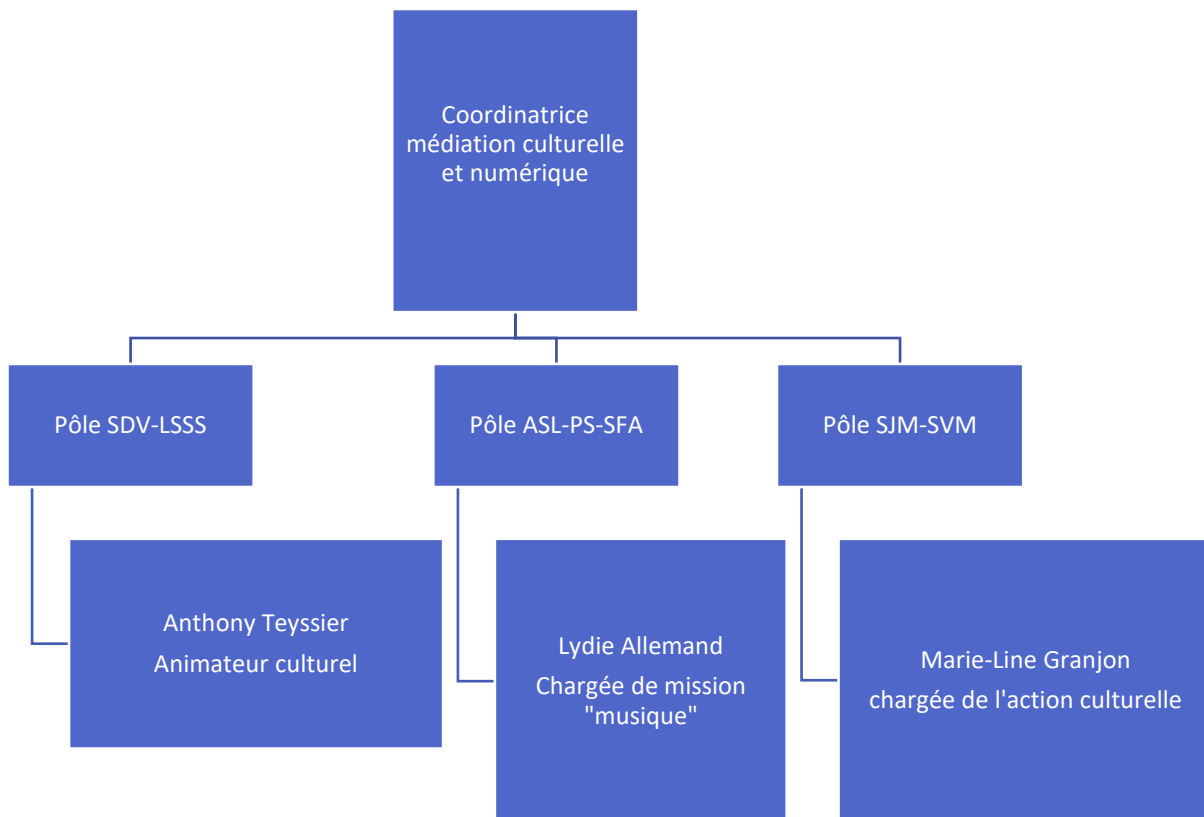 Coordinatrice
médiation culturelle
et numérique
Pôle SDV-LSSS
Pôle ASL-PS-SFA
Pôle SJM-SVM
Anthony Teyssier
Animateur culturel
Lydie Allemand
Chargée de mission
"musique"
Marie-Line Granjon
chargée de l'action culturelle